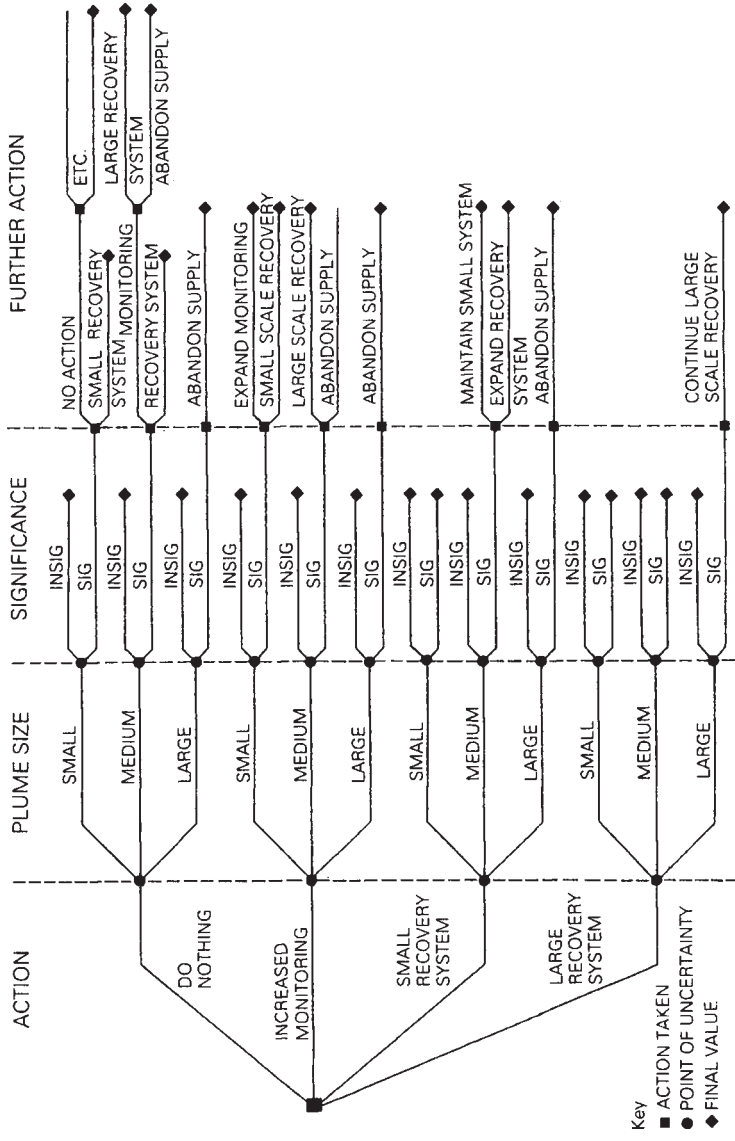 ACTION
PLUME SIZE
SIGNIFICANCE
FURTHER ACTION
DO
NOTHING
INCREASED
MONITORING
SMALL
RECOVERY
SYSTEM
LARGE
RECOVERY
SYSTEM
SMALL
MEDIUM
LARGE
SMALL
MEDIUM
LARGE
SMALL
MEDIUM
LARGE
SMALL
MEDIUM
LARGE
INSIG
SIG
INSIG
SIG
INSIG
SIG
INSIG
SIG
INSIG
SIG
INSIG
SIG
INSIG
SIG
INSIG
SIG
INSIG
SIG
INSIG
SIG
INSIG
SIG
INSIG
SIG
NO ACTION
SMALL RECOVERY
SYSTEM
MONITORING
RECOVERY SYSTEM
ETC.
LARGE RECOVERY
SYSTEM
ABANDON SUPPLY
ABANDON SUPPLY
EXPAND MONITORING
SMALL SCALE RECOVERY
LARGE SCALE RECOVERY
ABANDON SUPPLY
ABANDON SUPPLY
MAINTAIN SMALL SYSTEM
EXPAND RECOVERY
SYSTEM
ABANDON SUPPLY
CONTINUE LARGE
SCALE RECOVERY
Key
ACTION TAKEN
POINT OF UNCERTAINTY
FINAL VALUE